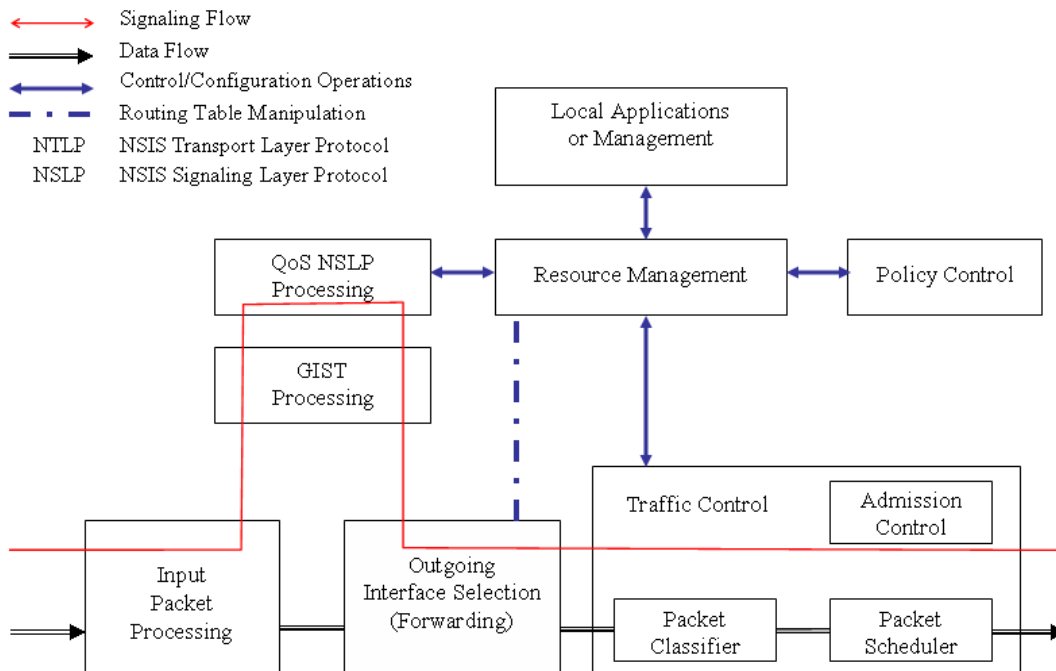 Signaling Flow
Data Flow
Control/Configuration Operations
Routing Table Manipulation
NTLP NSIS Transport Layer Protocol
NSLP NSIS Signaling Layer Protocol
Local Applications
or Management
QoS NSLP
Processing
Resource Management
Policy Control
GIST
Processing
Traffic Control
Admission
Control
Input
Packet
Processing
Outgoing
Interface Selection
(Forwarding)
Packet
Classifier
Packet
Scheduler